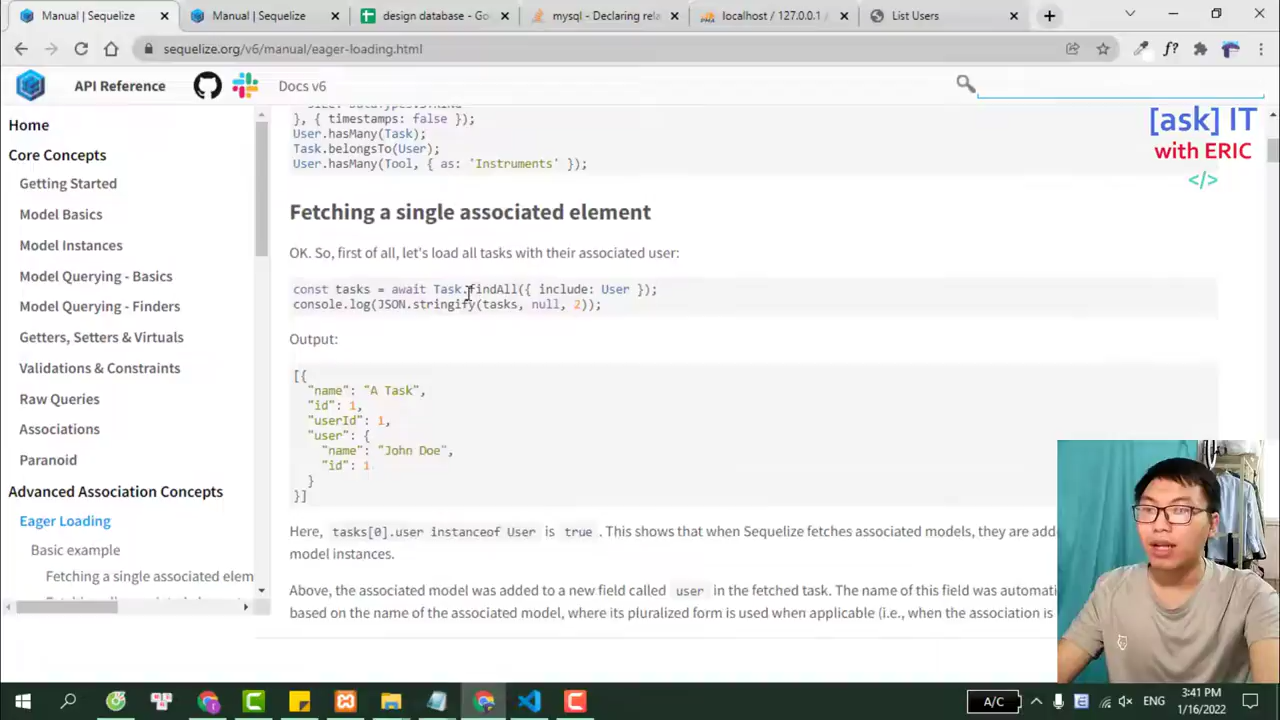 Manual | Sequelize
Manual | Sequelize
design database - Go
mysql - Declaring rela
localhost / 127.0.0.1
List Users
sequelize.org/v6/manual/eager-loading.html
API Reference
Docs v6
[ask] IT
with ERIC
</>
Home
Core Concepts
Getting Started
Model Basics
Model Instances
Model Querying - Basics
Model Querying - Finders
Getters, Setters & Virtuals
Validations & Constraints
Raw Queries
Associations
Paranoid
Advanced Association Concepts
Eager Loading
Basic example
Fetching a single associated elem
}, { timestamps: false });
User.hasMany(Task);
Task.belongsTo(User);
User.hasMany(Tool, { as: 'Instruments' });
Fetching a single associated element
OK. So, first of all, let's load all tasks with their associated user:
const tasks = await Task.findAll({ include: User });
console.log(JSON.stringify(tasks, null, 2));
Output:
[{
"name": "A Task",
"id": 1,
"userId": 1,
"user": {
"name": "John Doe",
"id": 1
}
}]
Here, tasks[0].user instanceof User is true . This shows that when Sequelize fetches associated models, they are add
model instances.
Above, the associated model was added to a new field called user in the fetched task. The name of this field was automati
based on the name of the associated model, where its pluralized form is used when applicable (i.e., when the association is
A/C
ENG
3:41 PM
1/16/2022